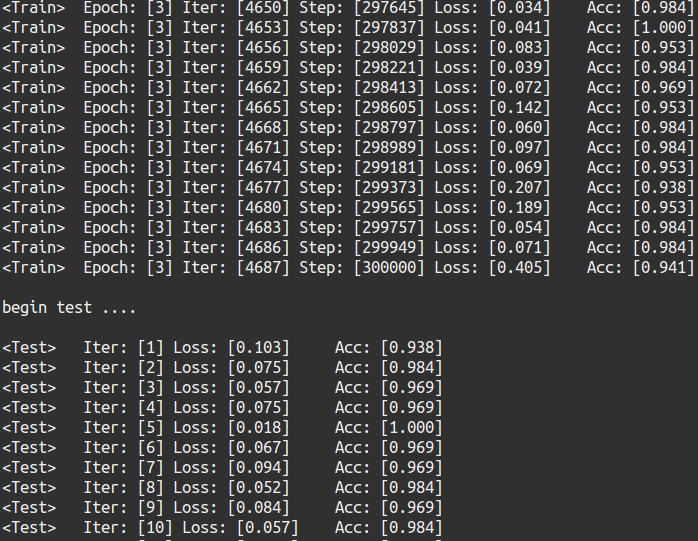 <Train>  Epoch: [3] Iter: [4650] Step: [297645] Loss: [0.034]     Acc: [0.984]
<Train>  Epoch: [3] Iter: [4653] Step: [297837] Loss: [0.041]     Acc: [1.000]
<Train>  Epoch: [3] Iter: [4656] Step: [298029] Loss: [0.083]     Acc: [0.953]
<Train>  Epoch: [3] Iter: [4659] Step: [298221] Loss: [0.039]     Acc: [0.984]
<Train>  Epoch: [3] Iter: [4662] Step: [298413] Loss: [0.072]     Acc: [0.969]
<Train>  Epoch: [3] Iter: [4665] Step: [298605] Loss: [0.142]     Acc: [0.953]
<Train>  Epoch: [3] Iter: [4668] Step: [298797] Loss: [0.060]     Acc: [0.984]
<Train>  Epoch: [3] Iter: [4671] Step: [298989] Loss: [0.097]     Acc: [0.984]
<Train>  Epoch: [3] Iter: [4674] Step: [299181] Loss: [0.069]     Acc: [0.953]
<Train>  Epoch: [3] Iter: [4677] Step: [299373] Loss: [0.207]     Acc: [0.938]
<Train>  Epoch: [3] Iter: [4680] Step: [299565] Loss: [0.189]     Acc: [0.953]
<Train>  Epoch: [3] Iter: [4683] Step: [299757] Loss: [0.054]     Acc: [0.984]
<Train>  Epoch: [3] Iter: [4686] Step: [299949] Loss: [0.071]     Acc: [0.984]
<Train>  Epoch: [3] Iter: [4687] Step: [300000] Loss: [0.405]     Acc: [0.941]
begin test ....
<Test>   Iter: [1] Loss: [0.103]     Acc: [0.938]
<Test>   Iter: [2] Loss: [0.075]     Acc: [0.984]
<Test>   Iter: [3] Loss: [0.057]     Acc: [0.969]
<Test>   Iter: [4] Loss: [0.075]     Acc: [0.969]
<Test>   Iter: [5] Loss: [0.018]     Acc: [1.000]
<Test>   Iter: [6] Loss: [0.067]     Acc: [0.969]
<Test>   Iter: [7] Loss: [0.094]     Acc: [0.969]
<Test>   Iter: [8] Loss: [0.052]     Acc: [0.984]
<Test>   Iter: [9] Loss: [0.084]     Acc: [0.969]
<Test>   Iter: [10] Loss: [0.057]    Acc: [0.984]